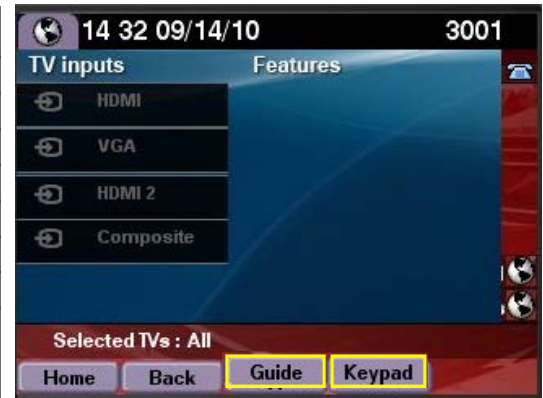 14 32 09/14/10 3001
TV inputs Features
HDMI
VGA
HDMI 2
Composite
Selected TVs : All
Home Back Guide Keypad